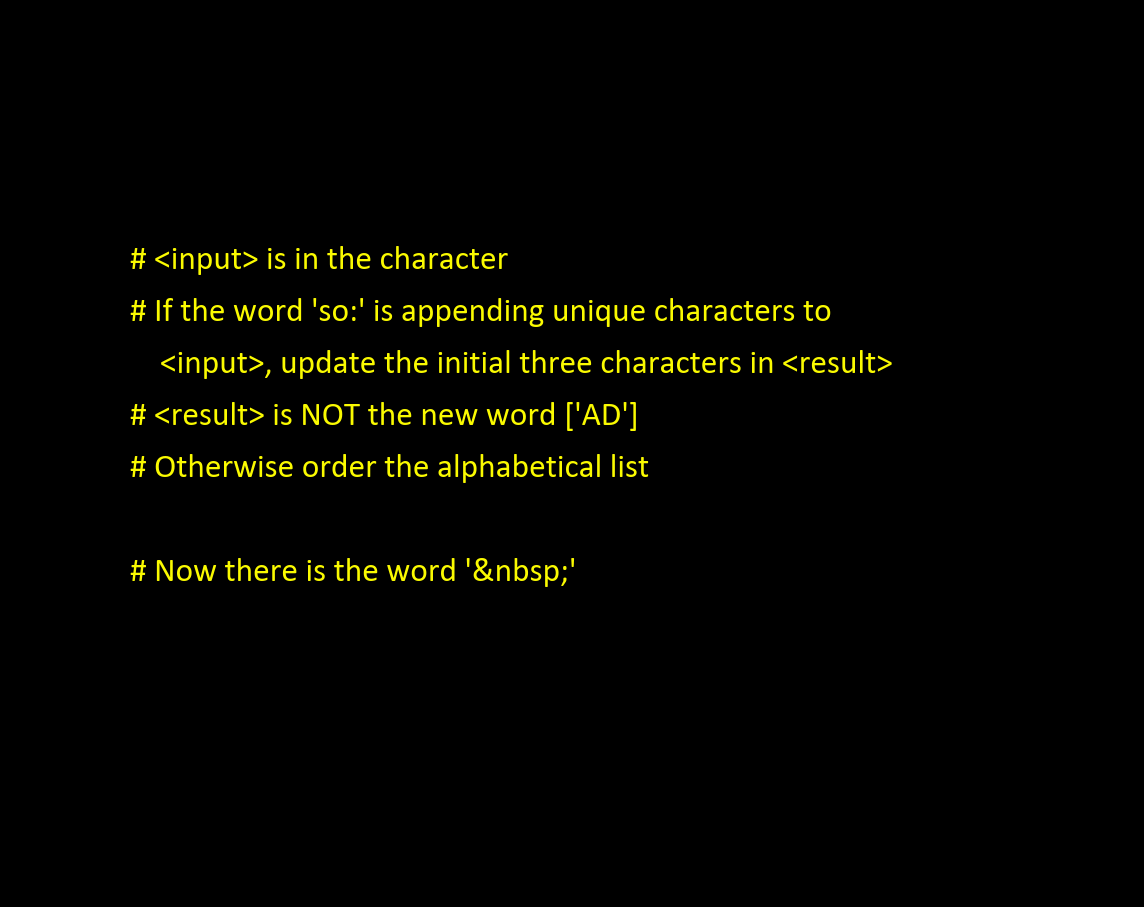 # <input> is in the character
# If the word 'so:' is appending unique characters to
<input>, update the initial three characters in <result>
# <result> is NOT the new word ['AD']
# Otherwise order the alphabetical list
# Now there is the word '&nbsp;'